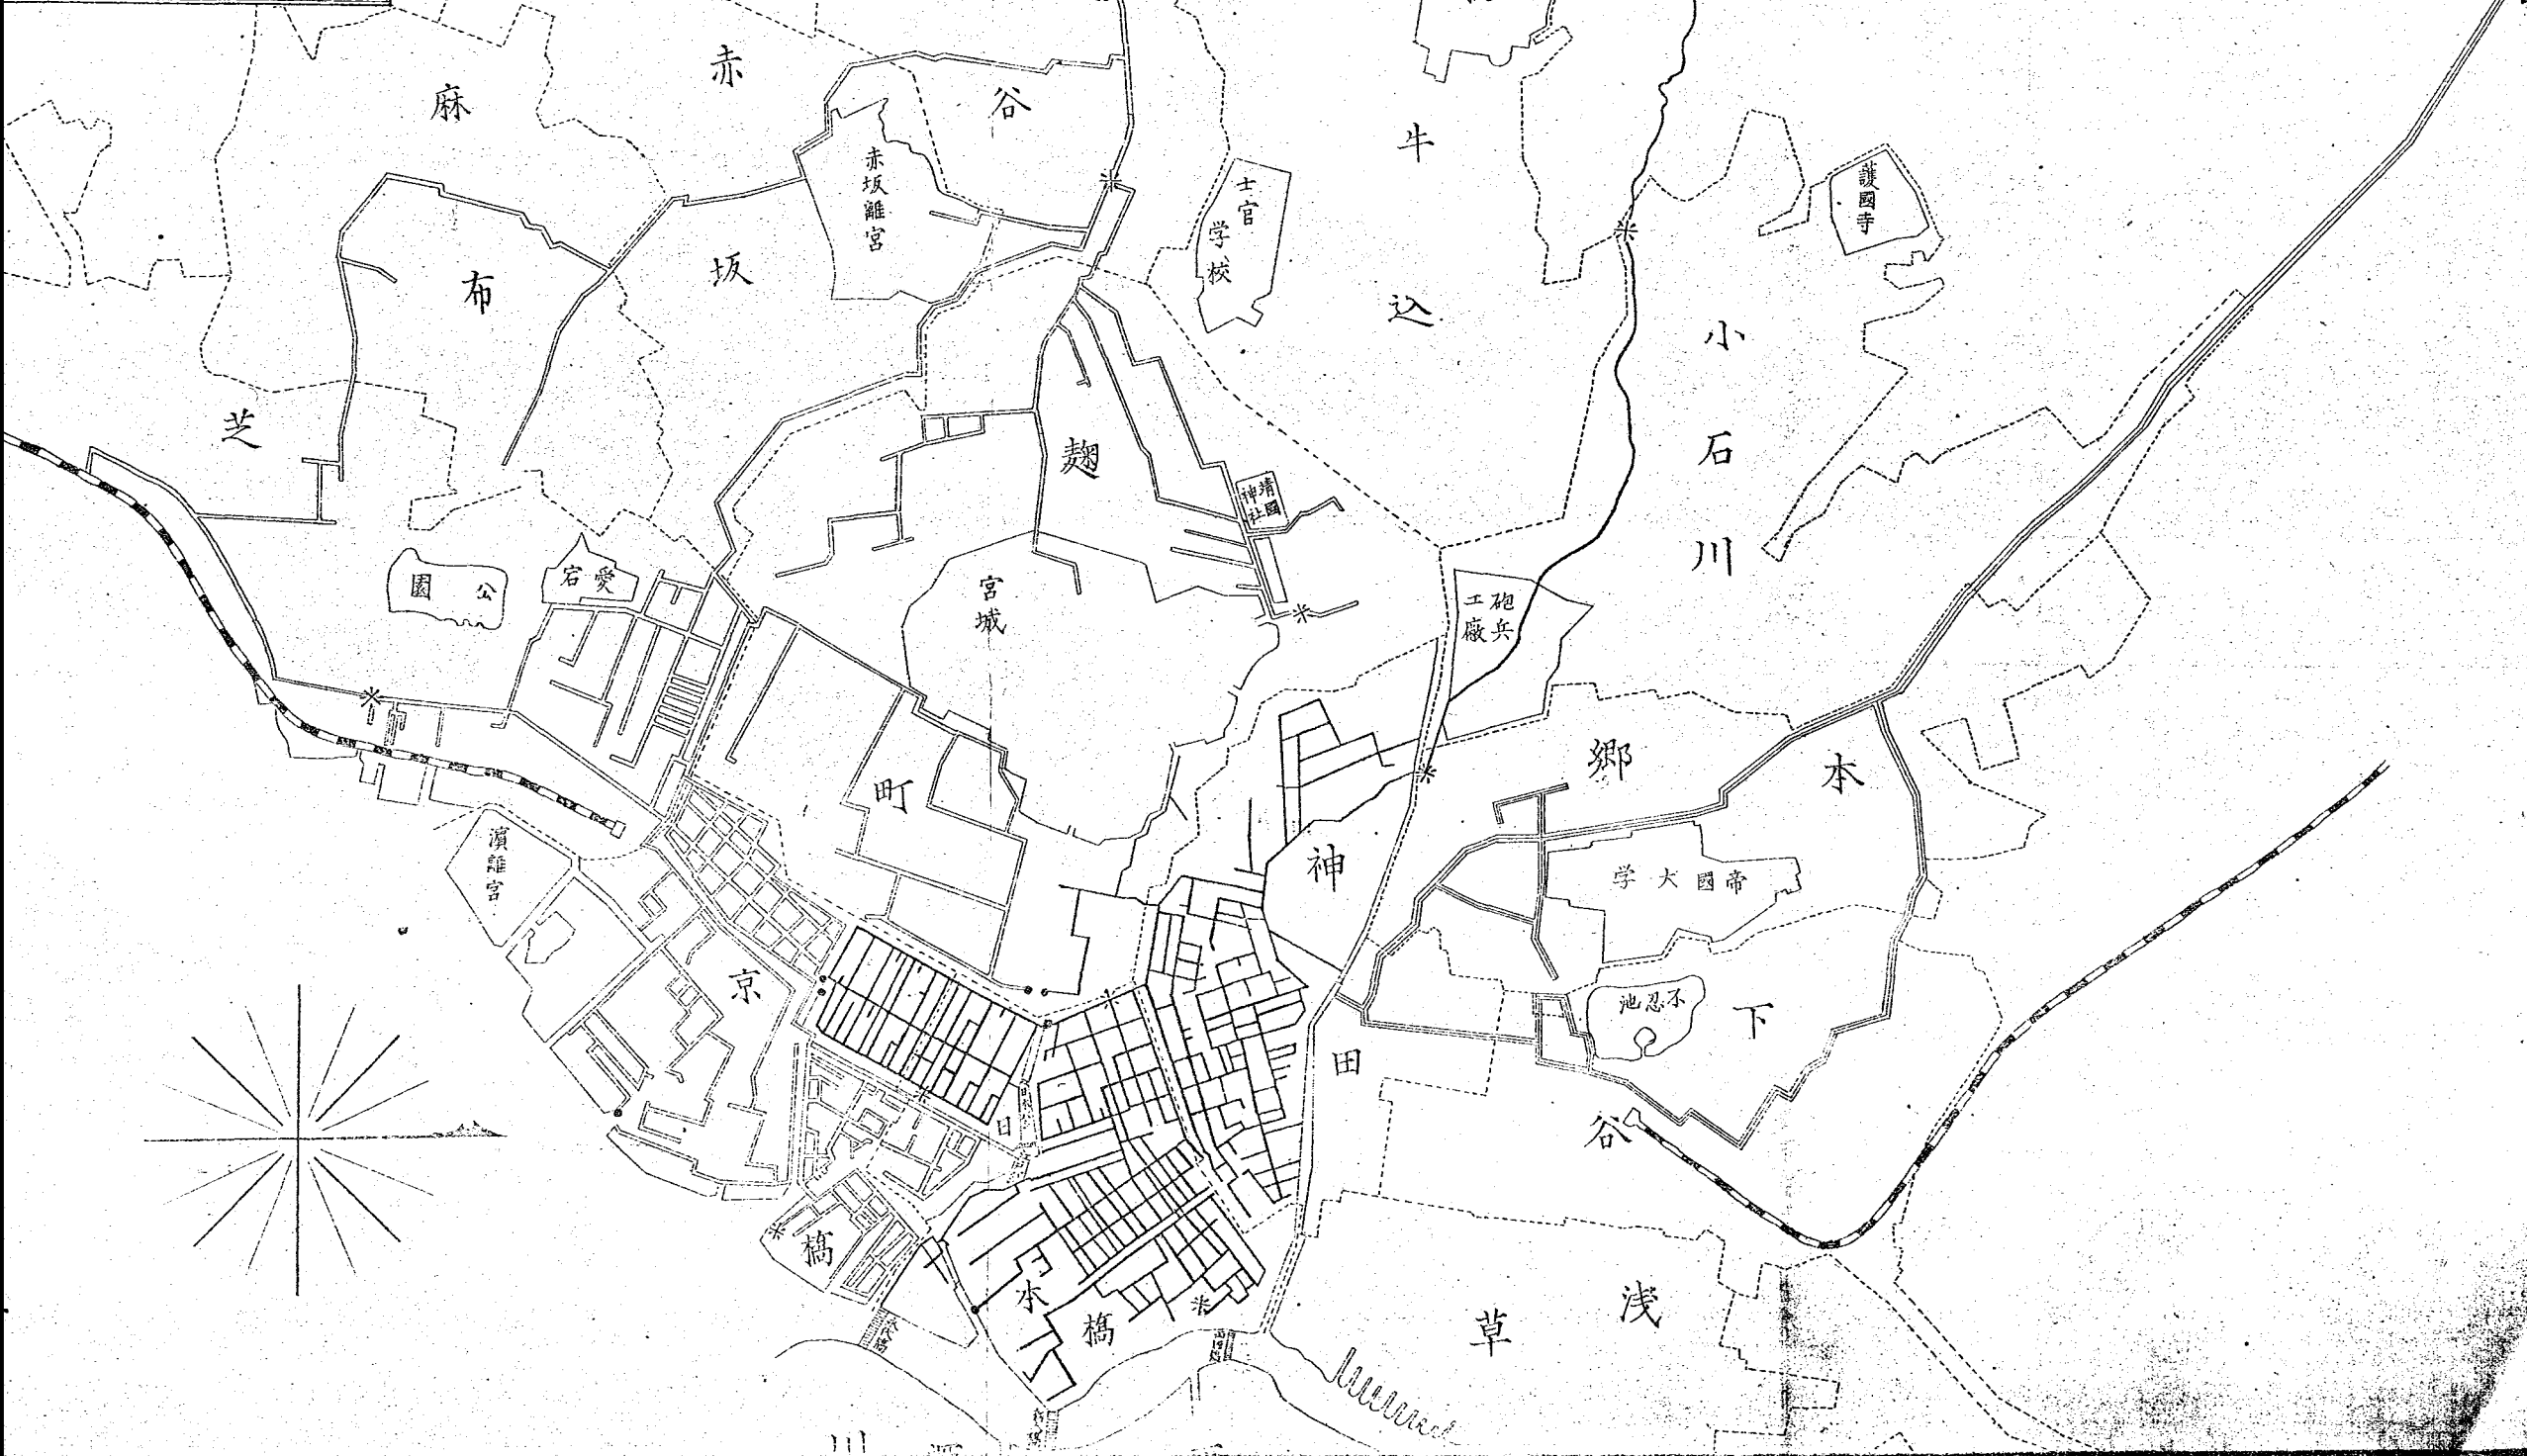 赤坂
麻布
四谷
牛込
小石川
護國寺
赤坂離宮
士官学校
芝
麹町
靖國神社
公園
愛宕
宮城
砲兵工廠
本郷
帝國大学
濱離宮
神田
不忍池
下谷
京橋
日本橋
浅草
川